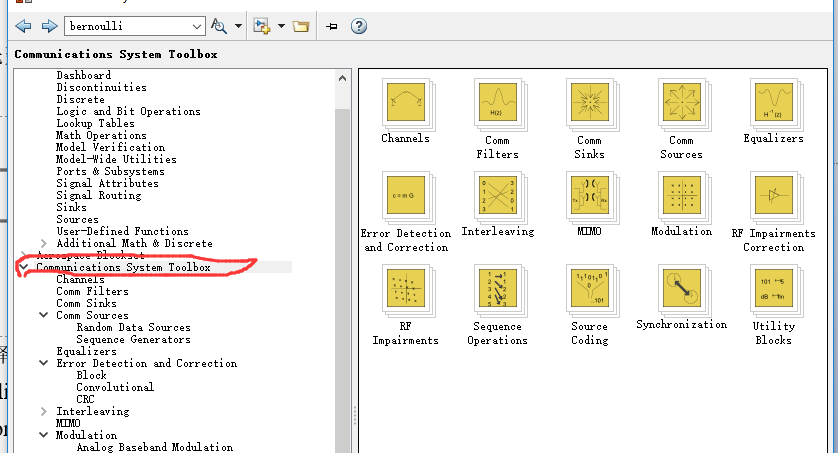 bernoulli
Communications System Toolbox
Dashboard
Discontinuities
Discrete
Logic and Bit Operations
Lookup Tables
Math Operations
Model Verification
Model-Wide Utilities
Ports & Subsystems
Signal Attributes
Signal Routing
Sinks
Sources
User-Defined Functions
Additional Math & Discrete
Aerospace Blockset
Communications System Toolbox
Channels
Comm Filters
Comm Sinks
Comm Sources
Random Data Sources
Sequence Generators
Equalizers
Error Detection and Correction
Block
Convolutional
CRC
Interleaving
MIMO
Modulation
Analog Baseband Modulation
H(z)
Channels
Comm
Filters
Comm
Sinks
Comm
Sources
Equalizers
c = m G
Error Detection
and Correction
Interleaving
Tx
Rx
MIMO
Modulation
RF Impairments
Correction
RF
Impairments
Sequence
Operations
Source
Coding
Synchronization
Utility
Blocks